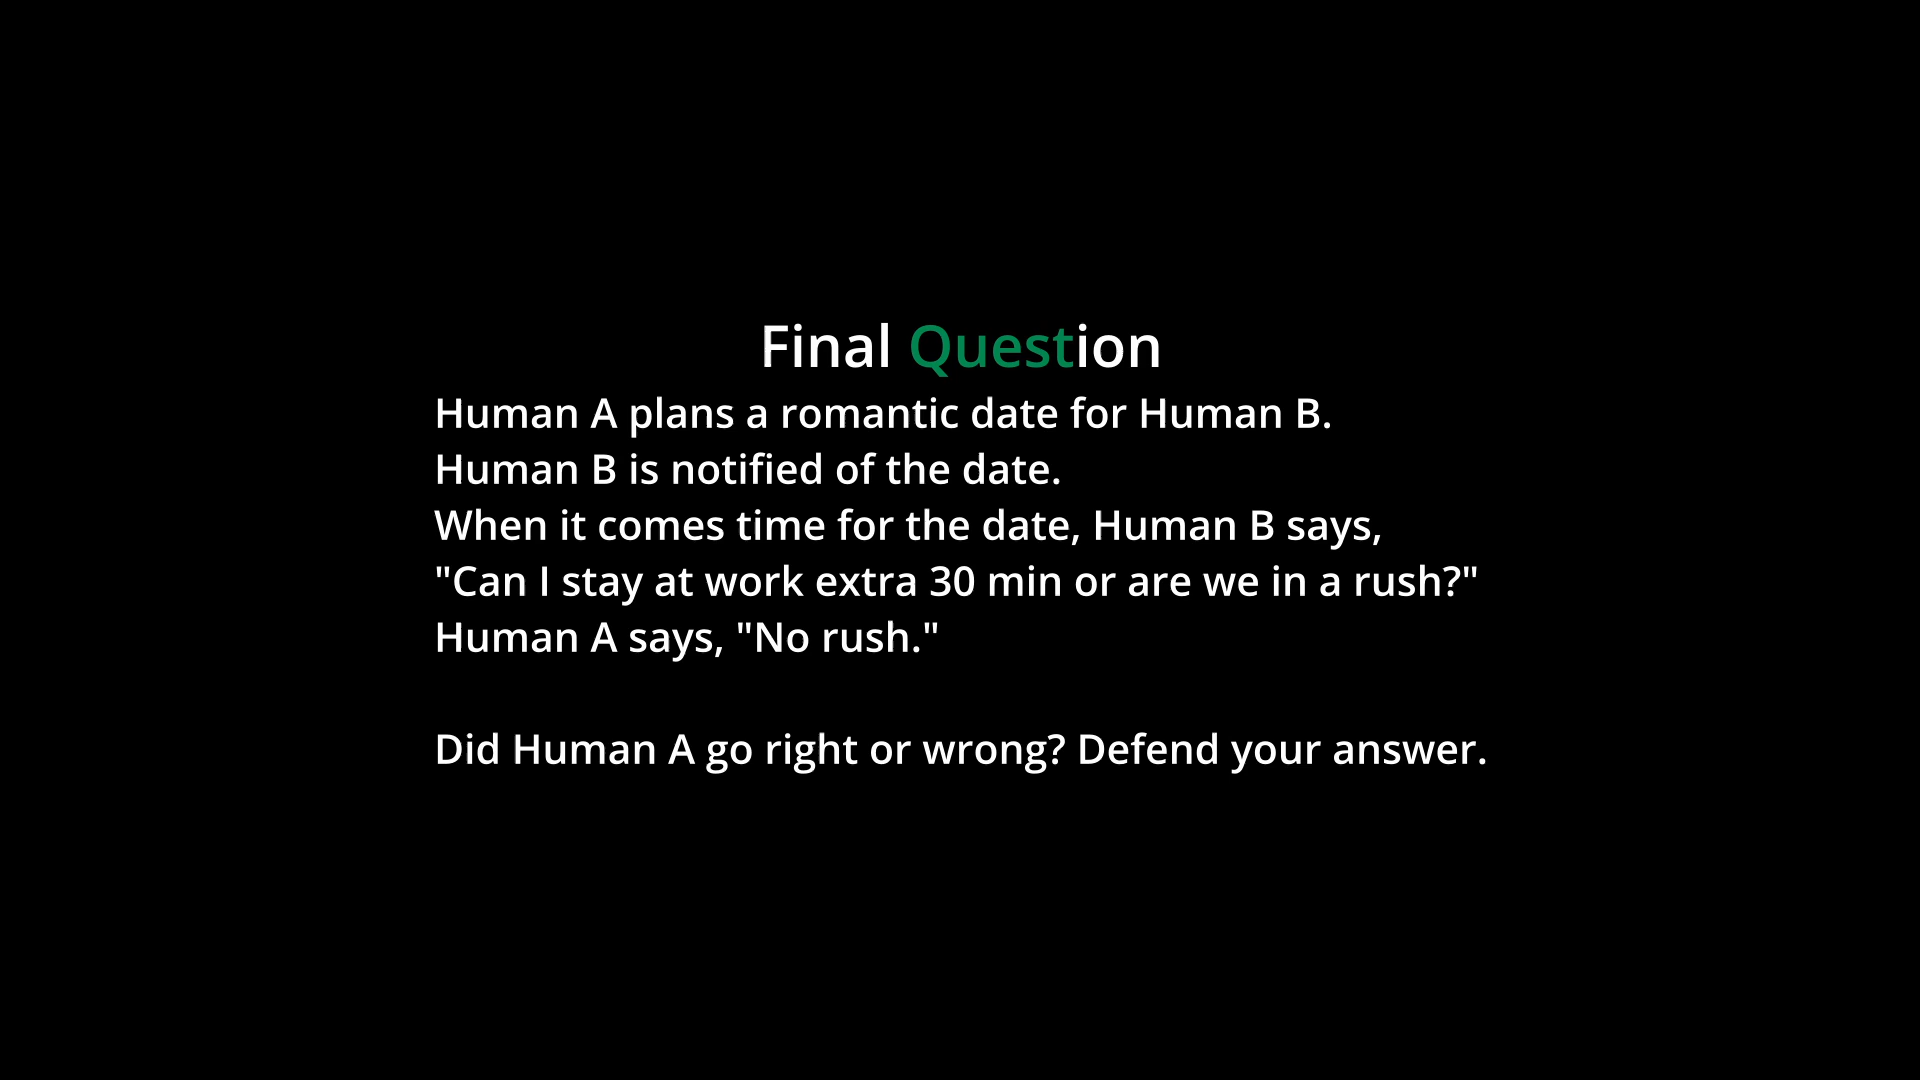 Final Question
Human A plans a romantic date for Human B.
Human B is notified of the date.
When it comes time for the date, Human B says,
"Can I stay at work extra 30 min or are we in a rush?"
Human A says, "No rush."
Did Human A go right or wrong? Defend your answer.